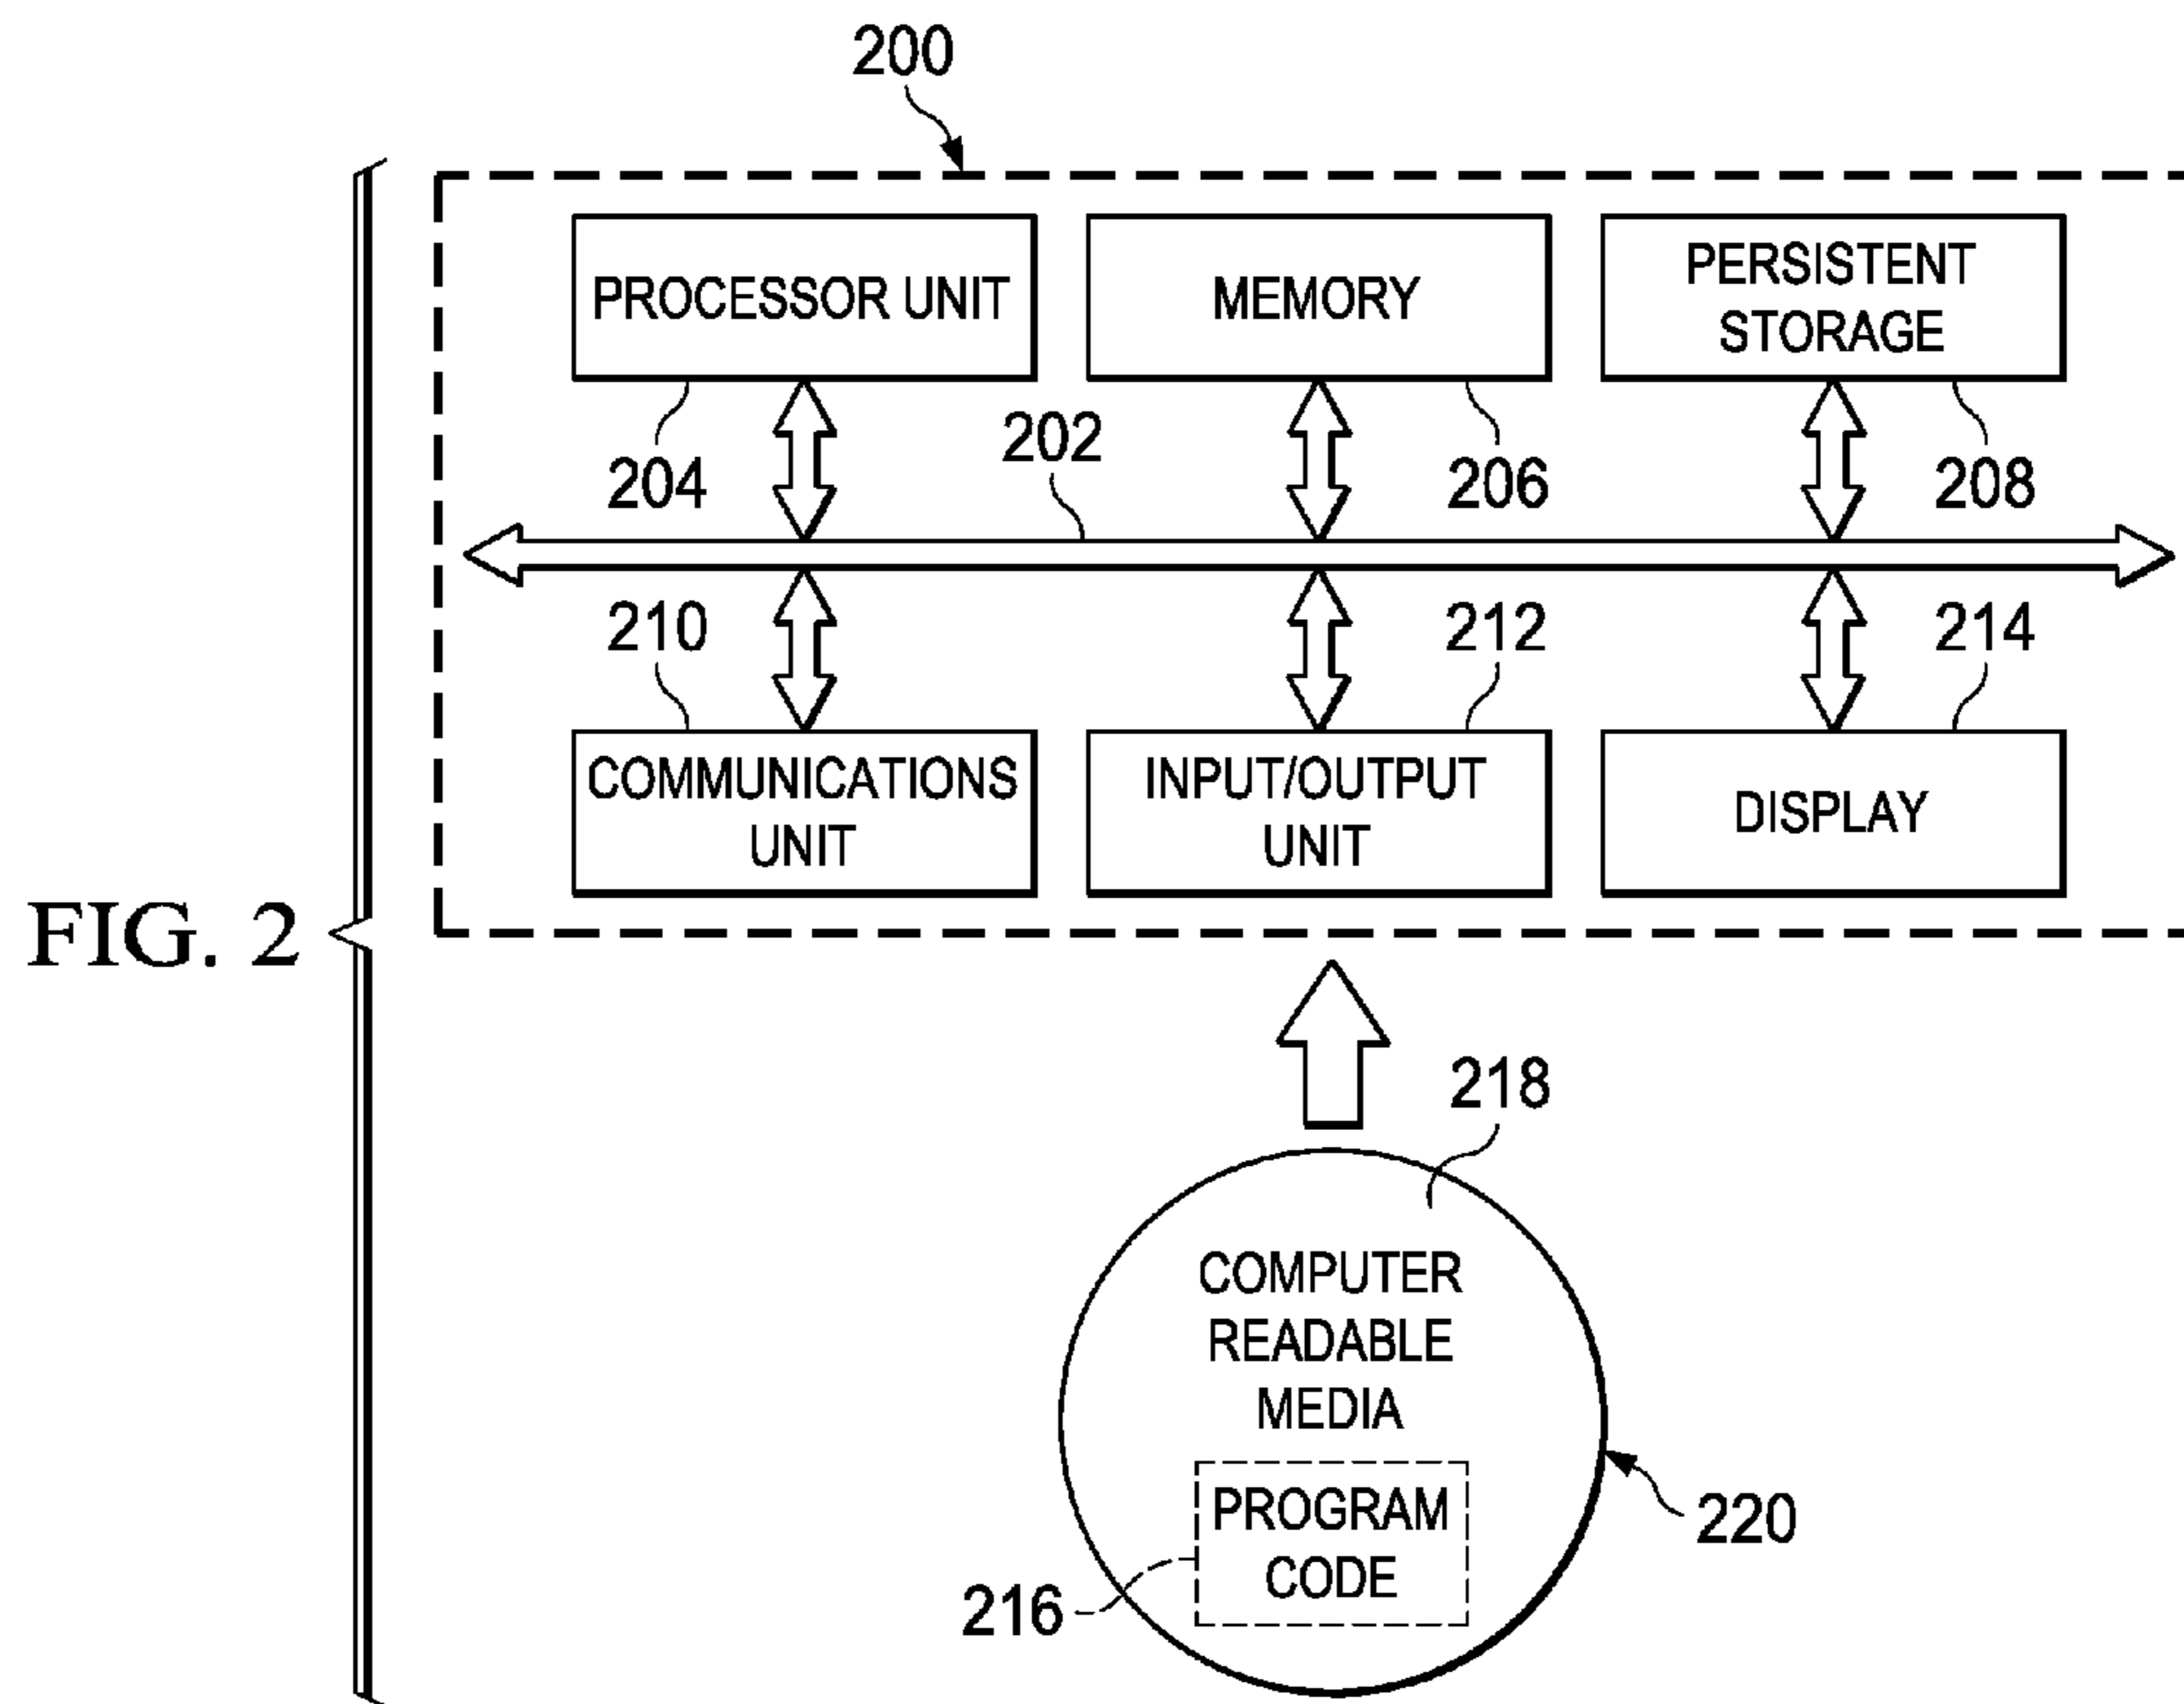 200
PROCESSOR UNIT
MEMORY
PERSISTENT
STORAGE
204
202
206
208
210
212
214
COMMUNICATIONS
UNIT
INPUT/OUTPUT
UNIT
DISPLAY
FIG. 2
218
COMPUTER
READABLE
MEDIA
PROGRAM
CODE
220
216